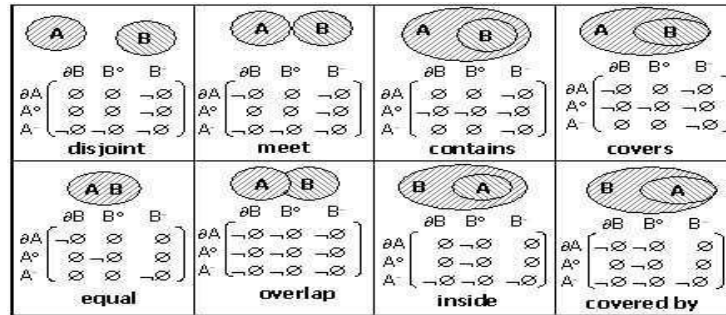 A B
∂B B° B⁻
∂A ∅ ∅ ¬∅
A° ∅ ∅ ¬∅
A⁻ ¬∅ ¬∅ ¬∅
disjoint
A B
∂B B° B⁻
∂A ¬∅ ∅ ¬∅
A° ∅ ∅ ¬∅
A⁻ ¬∅ ¬∅ ¬∅
meet
A B
∂B B° B⁻
∂A ∅ ∅ ¬∅
A° ¬∅ ¬∅ ¬∅
A⁻ ∅ ∅ ¬∅
contains
A B
∂B B° B⁻
∂A ¬∅ ∅ ¬∅
A° ¬∅ ¬∅ ¬∅
A⁻ ∅ ∅ ¬∅
covers
A B
∂B B° B⁻
∂A ¬∅ ∅ ∅
A° ∅ ¬∅ ∅
A⁻ ∅ ∅ ¬∅
equal
A B
∂B B° B⁻
∂A ¬∅ ¬∅ ¬∅
A° ¬∅ ¬∅ ¬∅
A⁻ ¬∅ ¬∅ ¬∅
overlap
B A
∂B B° B⁻
∂A ∅ ¬∅ ∅
A° ∅ ¬∅ ∅
A⁻ ¬∅ ¬∅ ¬∅
inside
B A
∂B B° B⁻
∂A ¬∅ ¬∅ ∅
A° ∅ ¬∅ ∅
A⁻ ¬∅ ¬∅ ¬∅
covered by